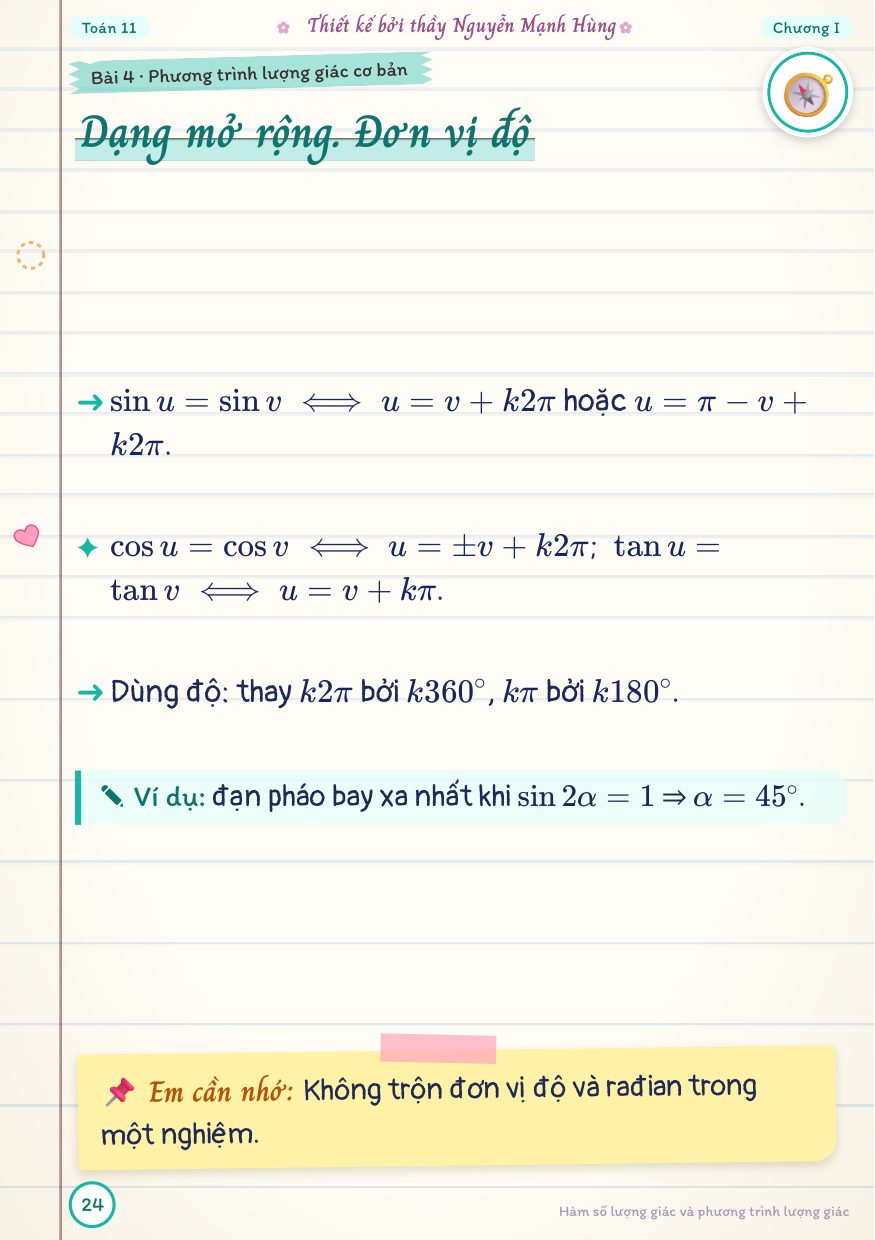 Toán 11
Thiết kế bởi thầy Nguyễn Mạnh Hùng
Chương I
Bài 4 · Phương trình lượng giác cơ bản
Dạng mở rộng. Đơn vị độ
→ sin u = sin v ⟺ u = v + k2π hoặc u = π − v +
k2π.
✦ cos u = cos v ⟺ u = ±v + k2π; tan u =
tan v ⟺ u = v + kπ.
→ Dùng độ: thay k2π bởi k360°, kπ bởi k180°.
Ví dụ: đạn pháo bay xa nhất khi sin 2α = 1 ⇒ α = 45°.
Em cần nhớ: Không trộn đơn vị độ và rađian trong
một nghiệm.
24
Hàm số lượng giác và phương trình lượng giác